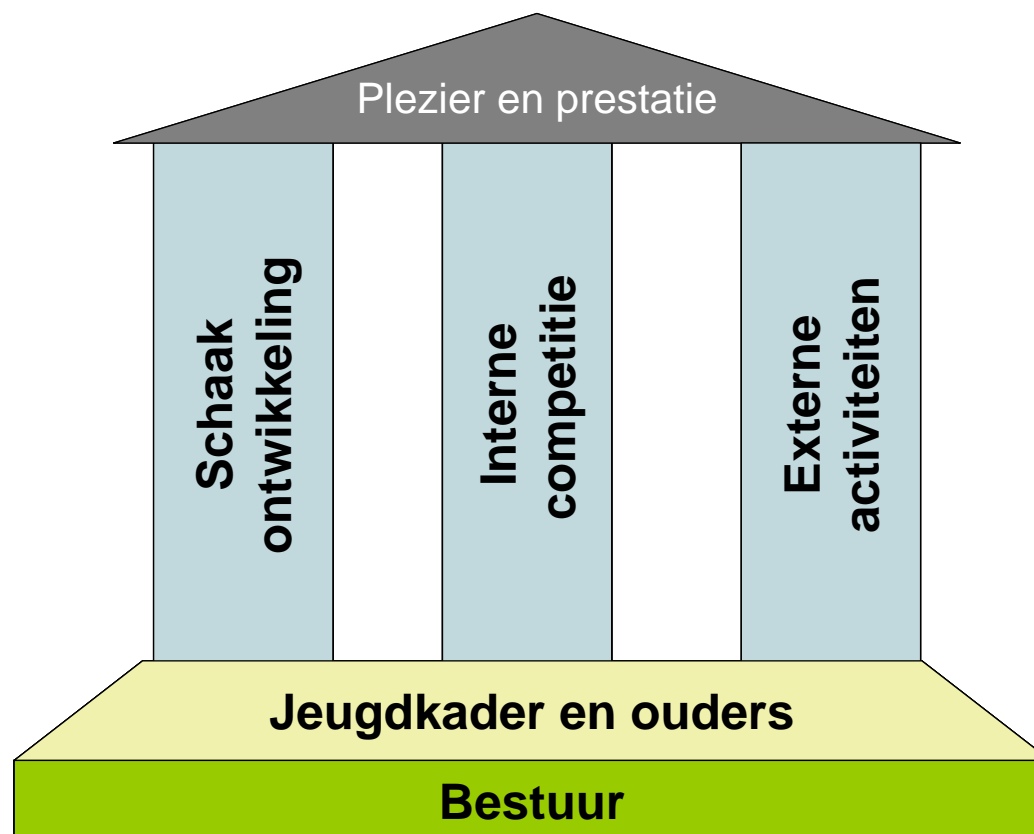 Plezier en prestatie
Schaak
ontwikkeling
Interne
competitie
Externe
activiteiten
Jeugdkader en ouders
Bestuur